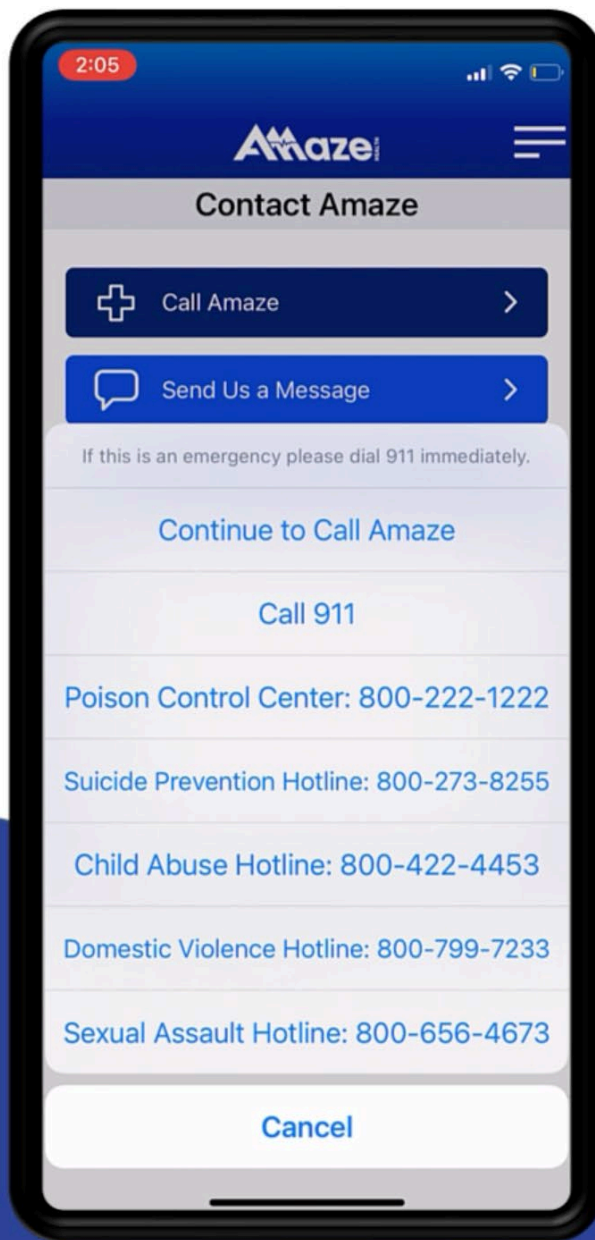 2:05
Amaze HEALTH
Contact Amaze
Call Amaze
Send Us a Message
If this is an emergency please dial 911 immediately.
Continue to Call Amaze
Call 911
Poison Control Center: 800-222-1222
Suicide Prevention Hotline: 800-273-8255
Child Abuse Hotline: 800-422-4453
Domestic Violence Hotline: 800-799-7233
Sexual Assault Hotline: 800-656-4673
Cancel